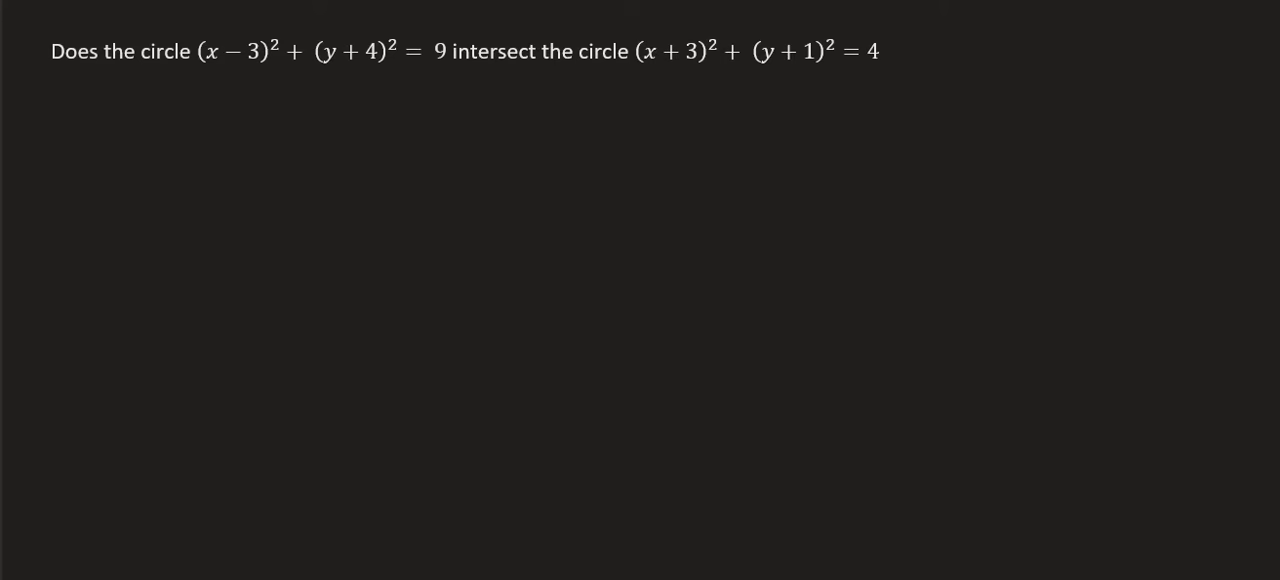 Does the circle (x − 3)² + (y + 4)² = 9 intersect the circle (x + 3)² + (y + 1)² = 4